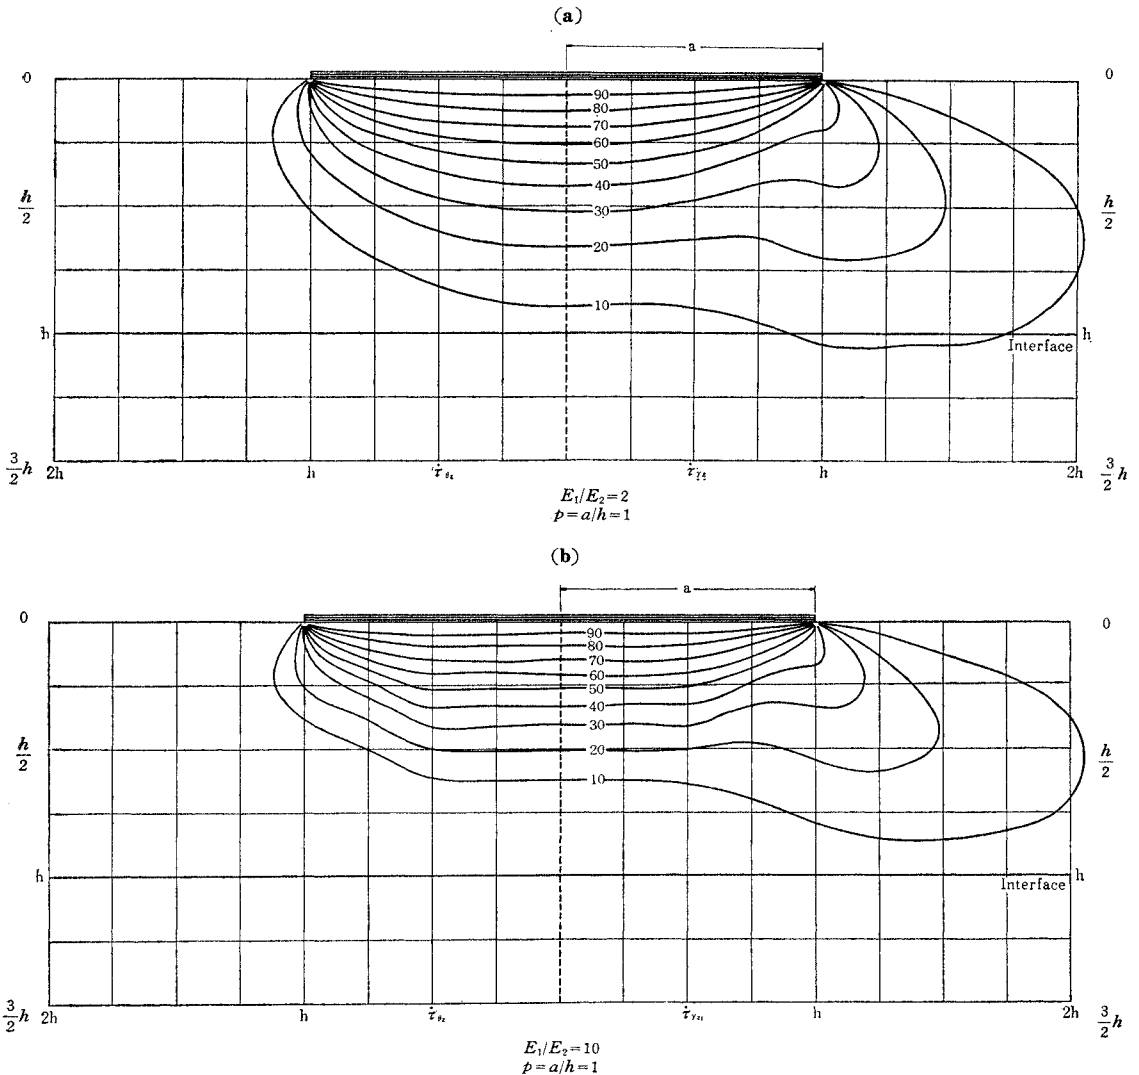 (a)
a
0
0
90
80
70
60
50
40
30
20
10
h/2
h/2
h
h
Interface
3/2 h
2h
h
h
2h
3/2 h
E₁/E₂=2
p=a/h=1
(b)
a
0
0
90
80
70
60
50
40
30
20
10
h/2
h/2
h
h
Interface
3/2 h
2h
h
h
2h
3/2 h
E₁/E₂=10
p=a/h=1